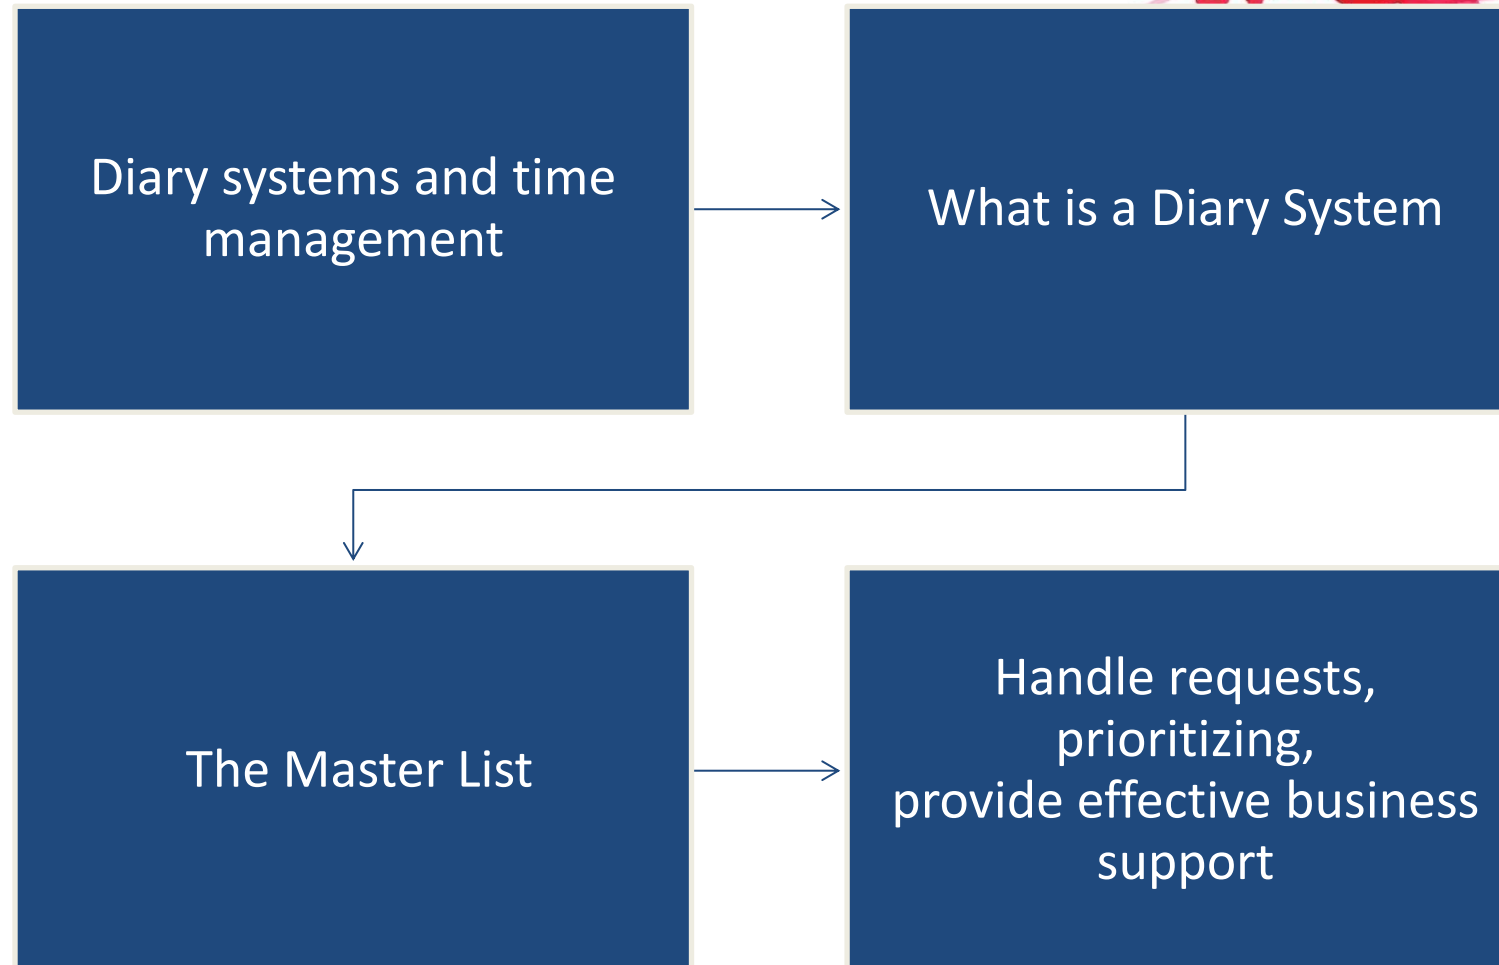 Diary systems and time
management
What is a Diary System
The Master List
Handle requests,
prioritizing,
provide effective business
support